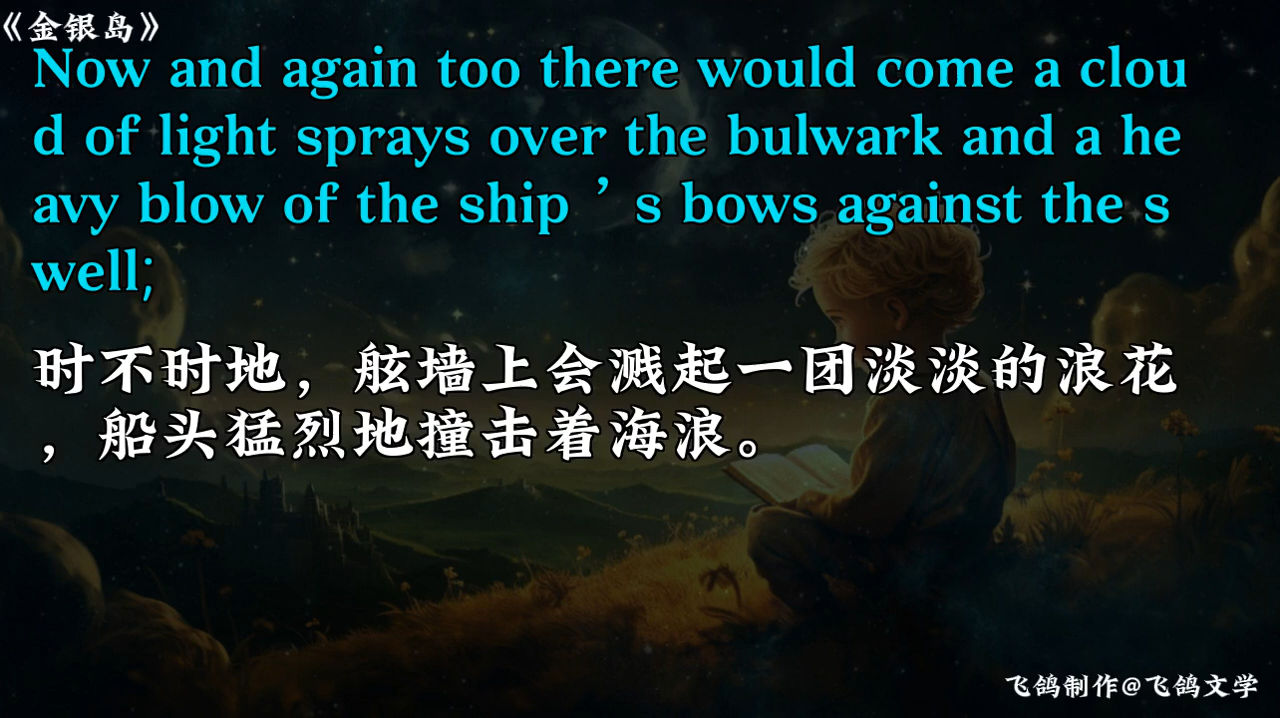 《金银岛》
Now and again too there would come a clou
d of light sprays over the bulwark and a he
avy blow of the ship ’ s bows against the s
well;
时不时地，舷墙上会溅起一团淡淡的浪花
，船头猛烈地撞击着海浪。
飞鸽制作@飞鸽文学